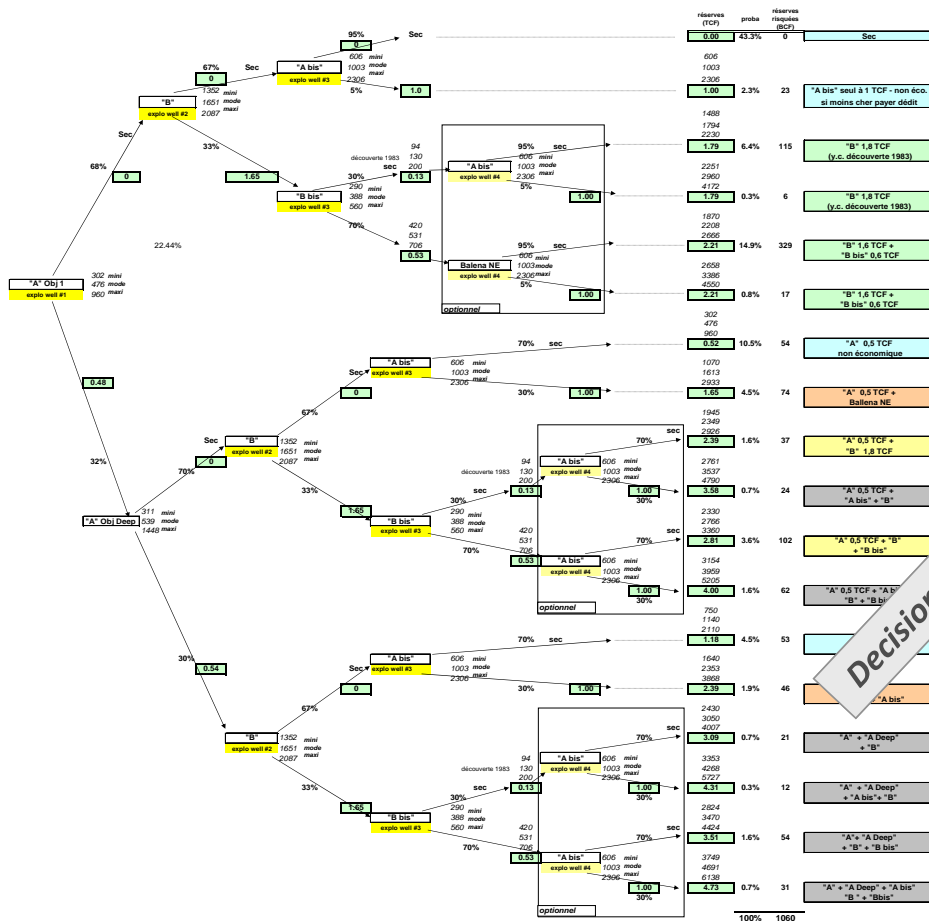 réserves (TCF) proba réserves risquées (BCF)
95% Sec 0.00 43.3% 0 Sec
0
67% Sec "A bis" 606 mini 606
0 explo well #3 1003 mode 1003
2306 maxi 2306
1352 mini 5% 1.0 1.00 2.3% 23 "A bis" seul à 1 TCF - non éco.
"B" 1651 mode si moins cher payer dédit
explo well #2 2087 maxi 1488
1794
Sec 94 2230
33% découverte 1983 130 95% sec 1.79 6.4% 115 "B" 1,8 TCF
68% sec 200 "A bis" 606 mini (y.c. découverte 1983)
0 1.65 30% 0.13 explo well #4 1003 mode 2251
290 2306 maxi 2960
"B bis" 388 5% 4172
explo well #3 560 1.00 1.79 0.3% 6 "B" 1,8 TCF
(y.c. découverte 1983)
70% 420 1870
531 2208
22.44% 706 95% sec 2666
0.53 606 mini 2.21 14.9% 329 "B" 1,6 TCF +
Balena NE 1003 mode "B bis" 0,6 TCF
explo well #4 2306 maxi 2658
302 mini 5% 3386
"A" Obj 1 476 mode 4550
explo well #1 960 maxi 1.00 2.21 0.8% 17 "B" 1,6 TCF +
optionnel "B bis" 0,6 TCF
302
476
960
70% sec 0.52 10.5% 54 "A" 0,5 TCF
non économique
"A bis" 606 mini 1070
explo well #3 1003 mode 1613
0.48 Sec 2306 maxi 2933
0 30% 1.00 1.65 4.5% 74 "A" 0,5 TCF +
Ballena NE
67% 1945
2349
sec 2926
Sec "B" 1352 mini 70% 2.39 1.6% 37 "A" 0,5 TCF +
0 explo well #2 1651 mode "B" 1,8 TCF
32% 2087 maxi 94 "A bis" 606 mini 2761
70% découverte 1983 130 explo well #4 1003 mode 3537
33% sec 200 2306 maxi 4790
30% 0.13 1.00 3.58 0.7% 24 "A" 0,5 TCF +
30% "A bis" + "B"
311 mini 1.65 290 mini 2330
"A" Obj Deep 539 mode "B bis" 388 mode 2766
1448 maxi explo well #3 560 maxi 420 sec 3360
70% 531 70% 2.81 3.6% 102 "A" 0,5 TCF + "B"
706 + "B bis"
0.53 "A bis" 606 mini 3154
explo well #4 1003 mode 3959
2306 maxi 5205
1.00 4.00 1.6% 62 "A" 0,5 TCF +
30% "B" +
optionnel
750
1140
2110
30% 70% sec 1.18 4.5% 53
0.54 "A bis" 606 mini 1640
explo well #3 1003 mode 2353
Sec 2306 maxi 3868
0 30% 1.00 2.39 1.9% 46 "A bis"
Decision
67% 2430
3050
4007
"B" 1352 mini 70% sec 3.09 0.7% 21 "A" + "A Deep"
explo well #2 1651 mode + "B"
2087 maxi 94 "A bis" 606 mini 3353
découverte 1983 130 explo well #4 1003 mode 4268
33% sec 200 2306 maxi 5727
30% 0.13 1.00 4.31 0.3% 12 "A" + "A Deep"
30% + "A bis"+ "B"
1.65 290 mini 2824
"B bis" 388 mode 3470
explo well #3 560 maxi 420 sec 4424
70% 531 70% 3.51 1.6% 54 "A"+ "A Deep"
706 + "B" + "B bis"
0.53 "A bis" 606 mini 3749
explo well #4 1003 mode 4691
2306 maxi 6138
1.00 4.73 0.7% 31 "A" + "A Deep" + "A bis"
30% "B " + "Bbis"
optionnel
100% 1060